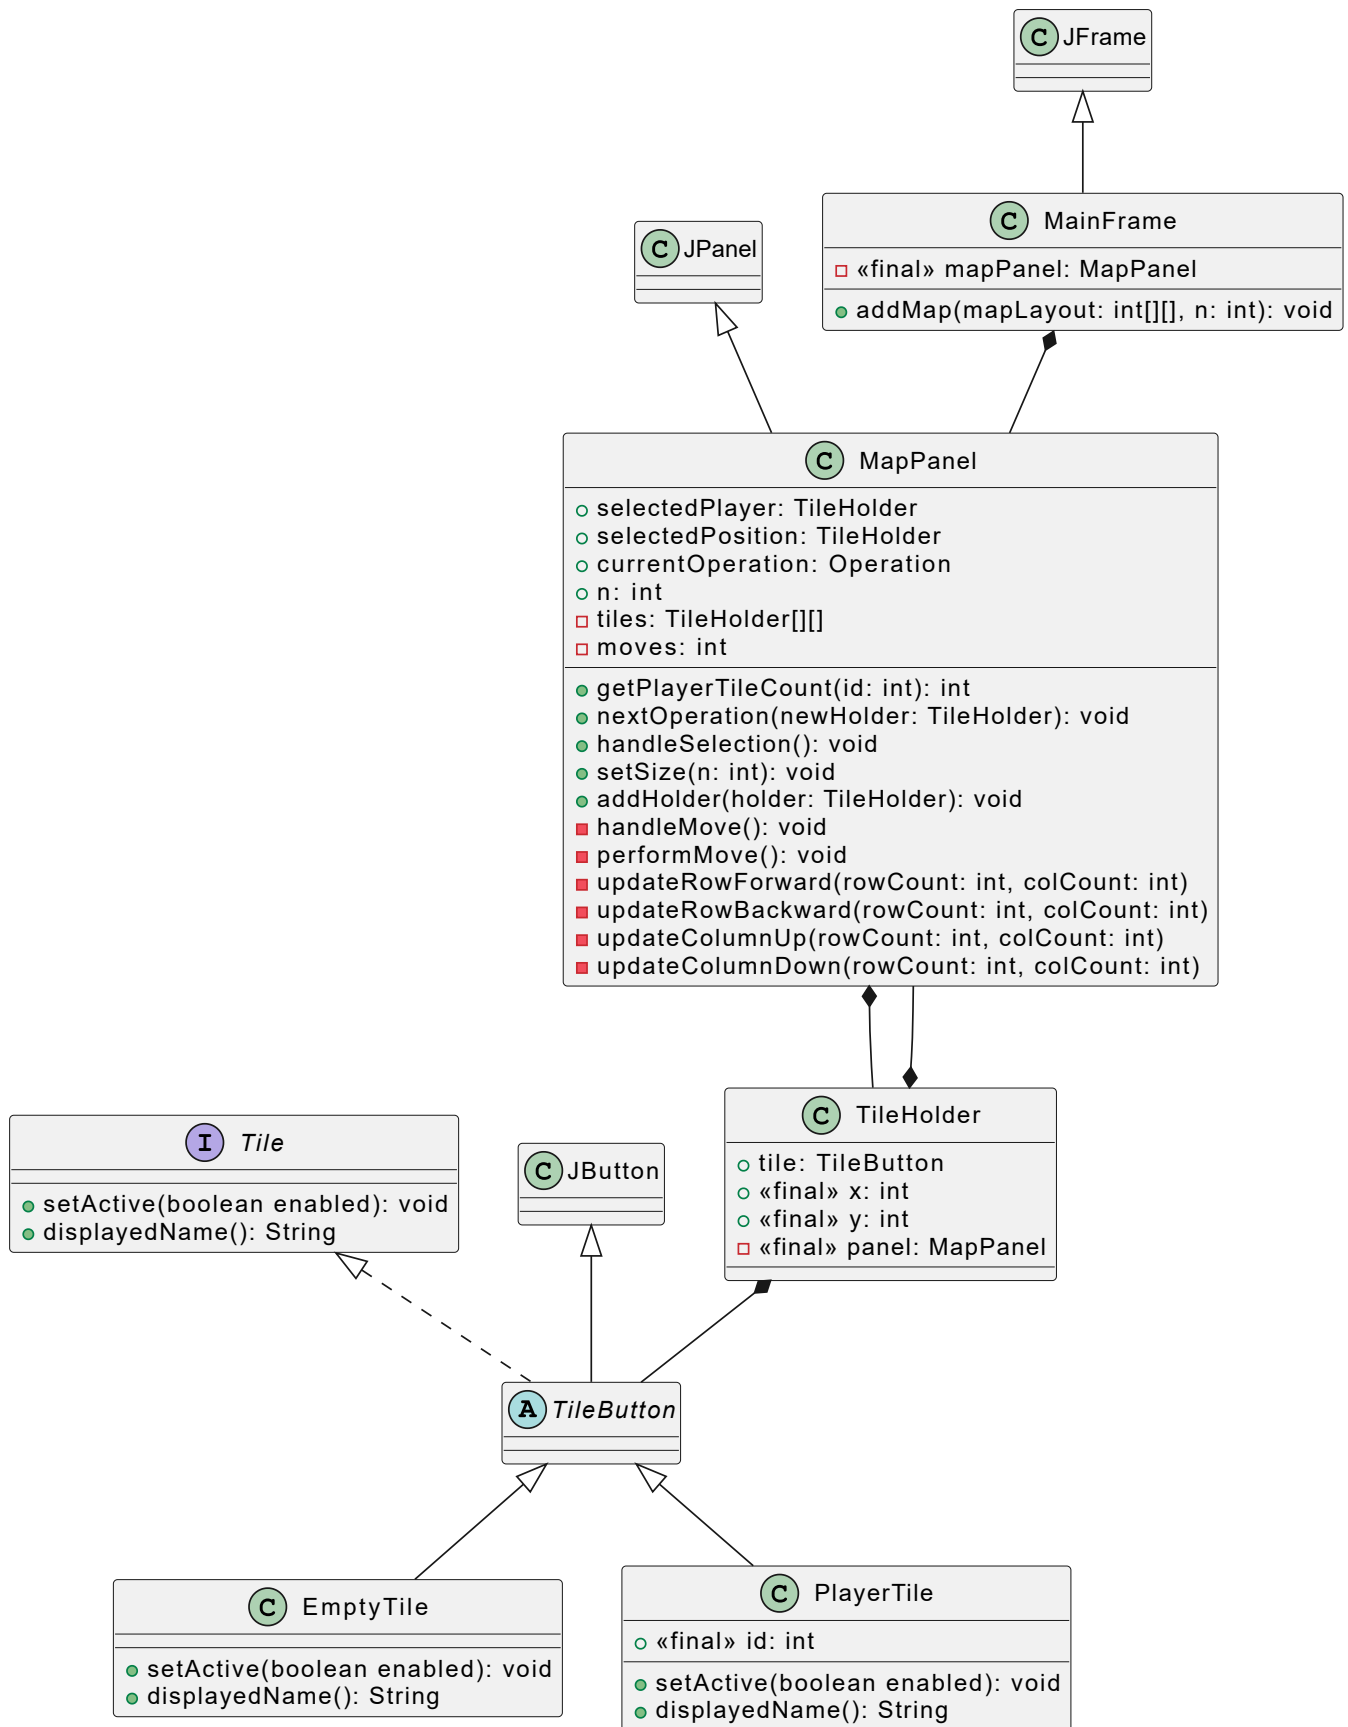 C JFrame
C MainFrame
«final» mapPanel: MapPanel
addMap(mapLayout: int[][], n: int): void
C JPanel
C MapPanel
selectedPlayer: TileHolder
selectedPosition: TileHolder
currentOperation: Operation
n: int
tiles: TileHolder[][]
moves: int
getPlayerTileCount(id: int): int
nextOperation(newHolder: TileHolder): void
handleSelection(): void
setSize(n: int): void
addHolder(holder: TileHolder): void
handleMove(): void
performMove(): void
updateRowForward(rowCount: int, colCount: int)
updateRowBackward(rowCount: int, colCount: int)
updateColumnUp(rowCount: int, colCount: int)
updateColumnDown(rowCount: int, colCount: int)
C TileHolder
tile: TileButton
«final» x: int
«final» y: int
«final» panel: MapPanel
I Tile
setActive(boolean enabled): void
displayedName(): String
C JButton
A TileButton
C EmptyTile
setActive(boolean enabled): void
displayedName(): String
C PlayerTile
«final» id: int
setActive(boolean enabled): void
displayedName(): String